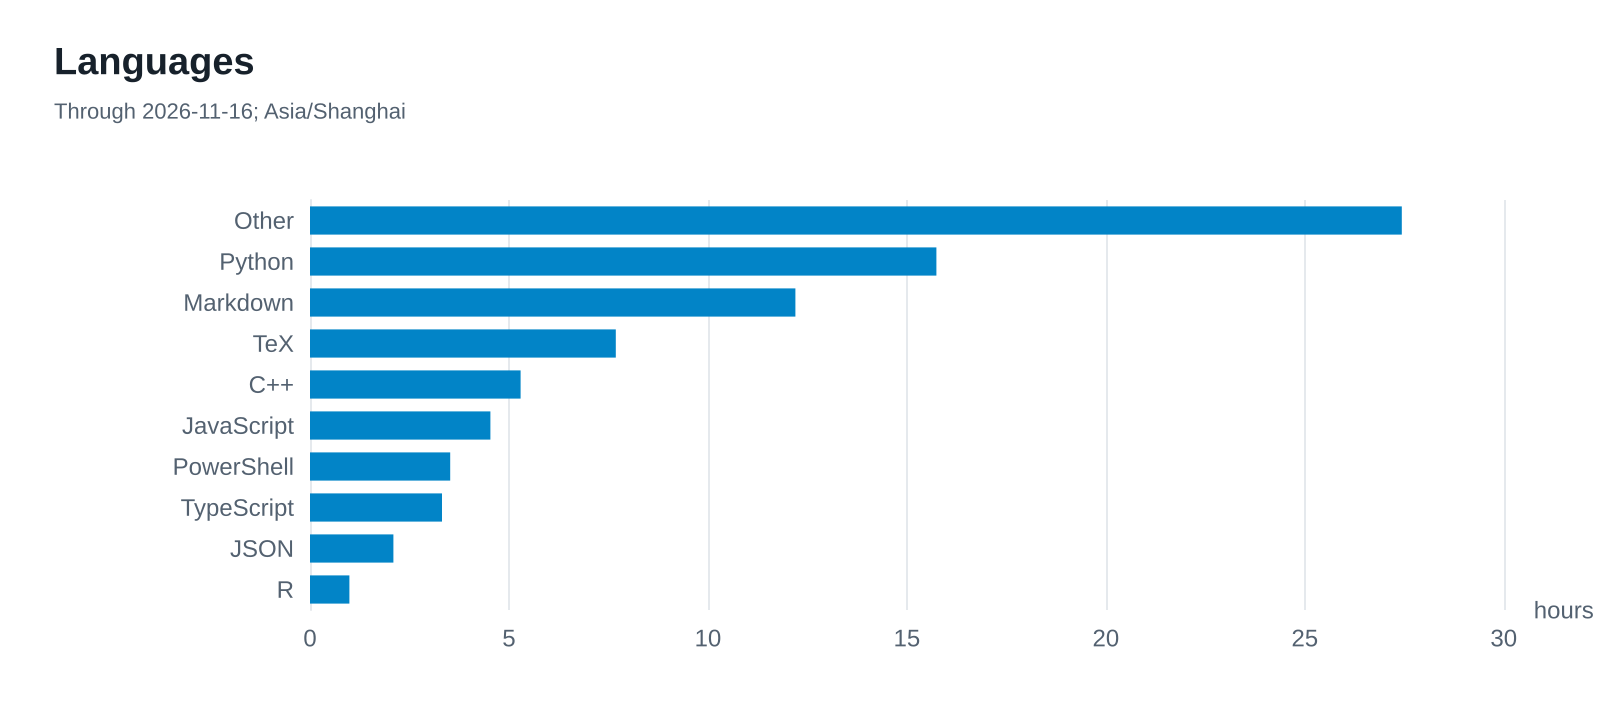 Languages
Through 2026-11-16; Asia/Shanghai
Other
Python
Markdown
TeX
C++
JavaScript
PowerShell
TypeScript
JSON
R
hours
0 5 10 15 20 25 30